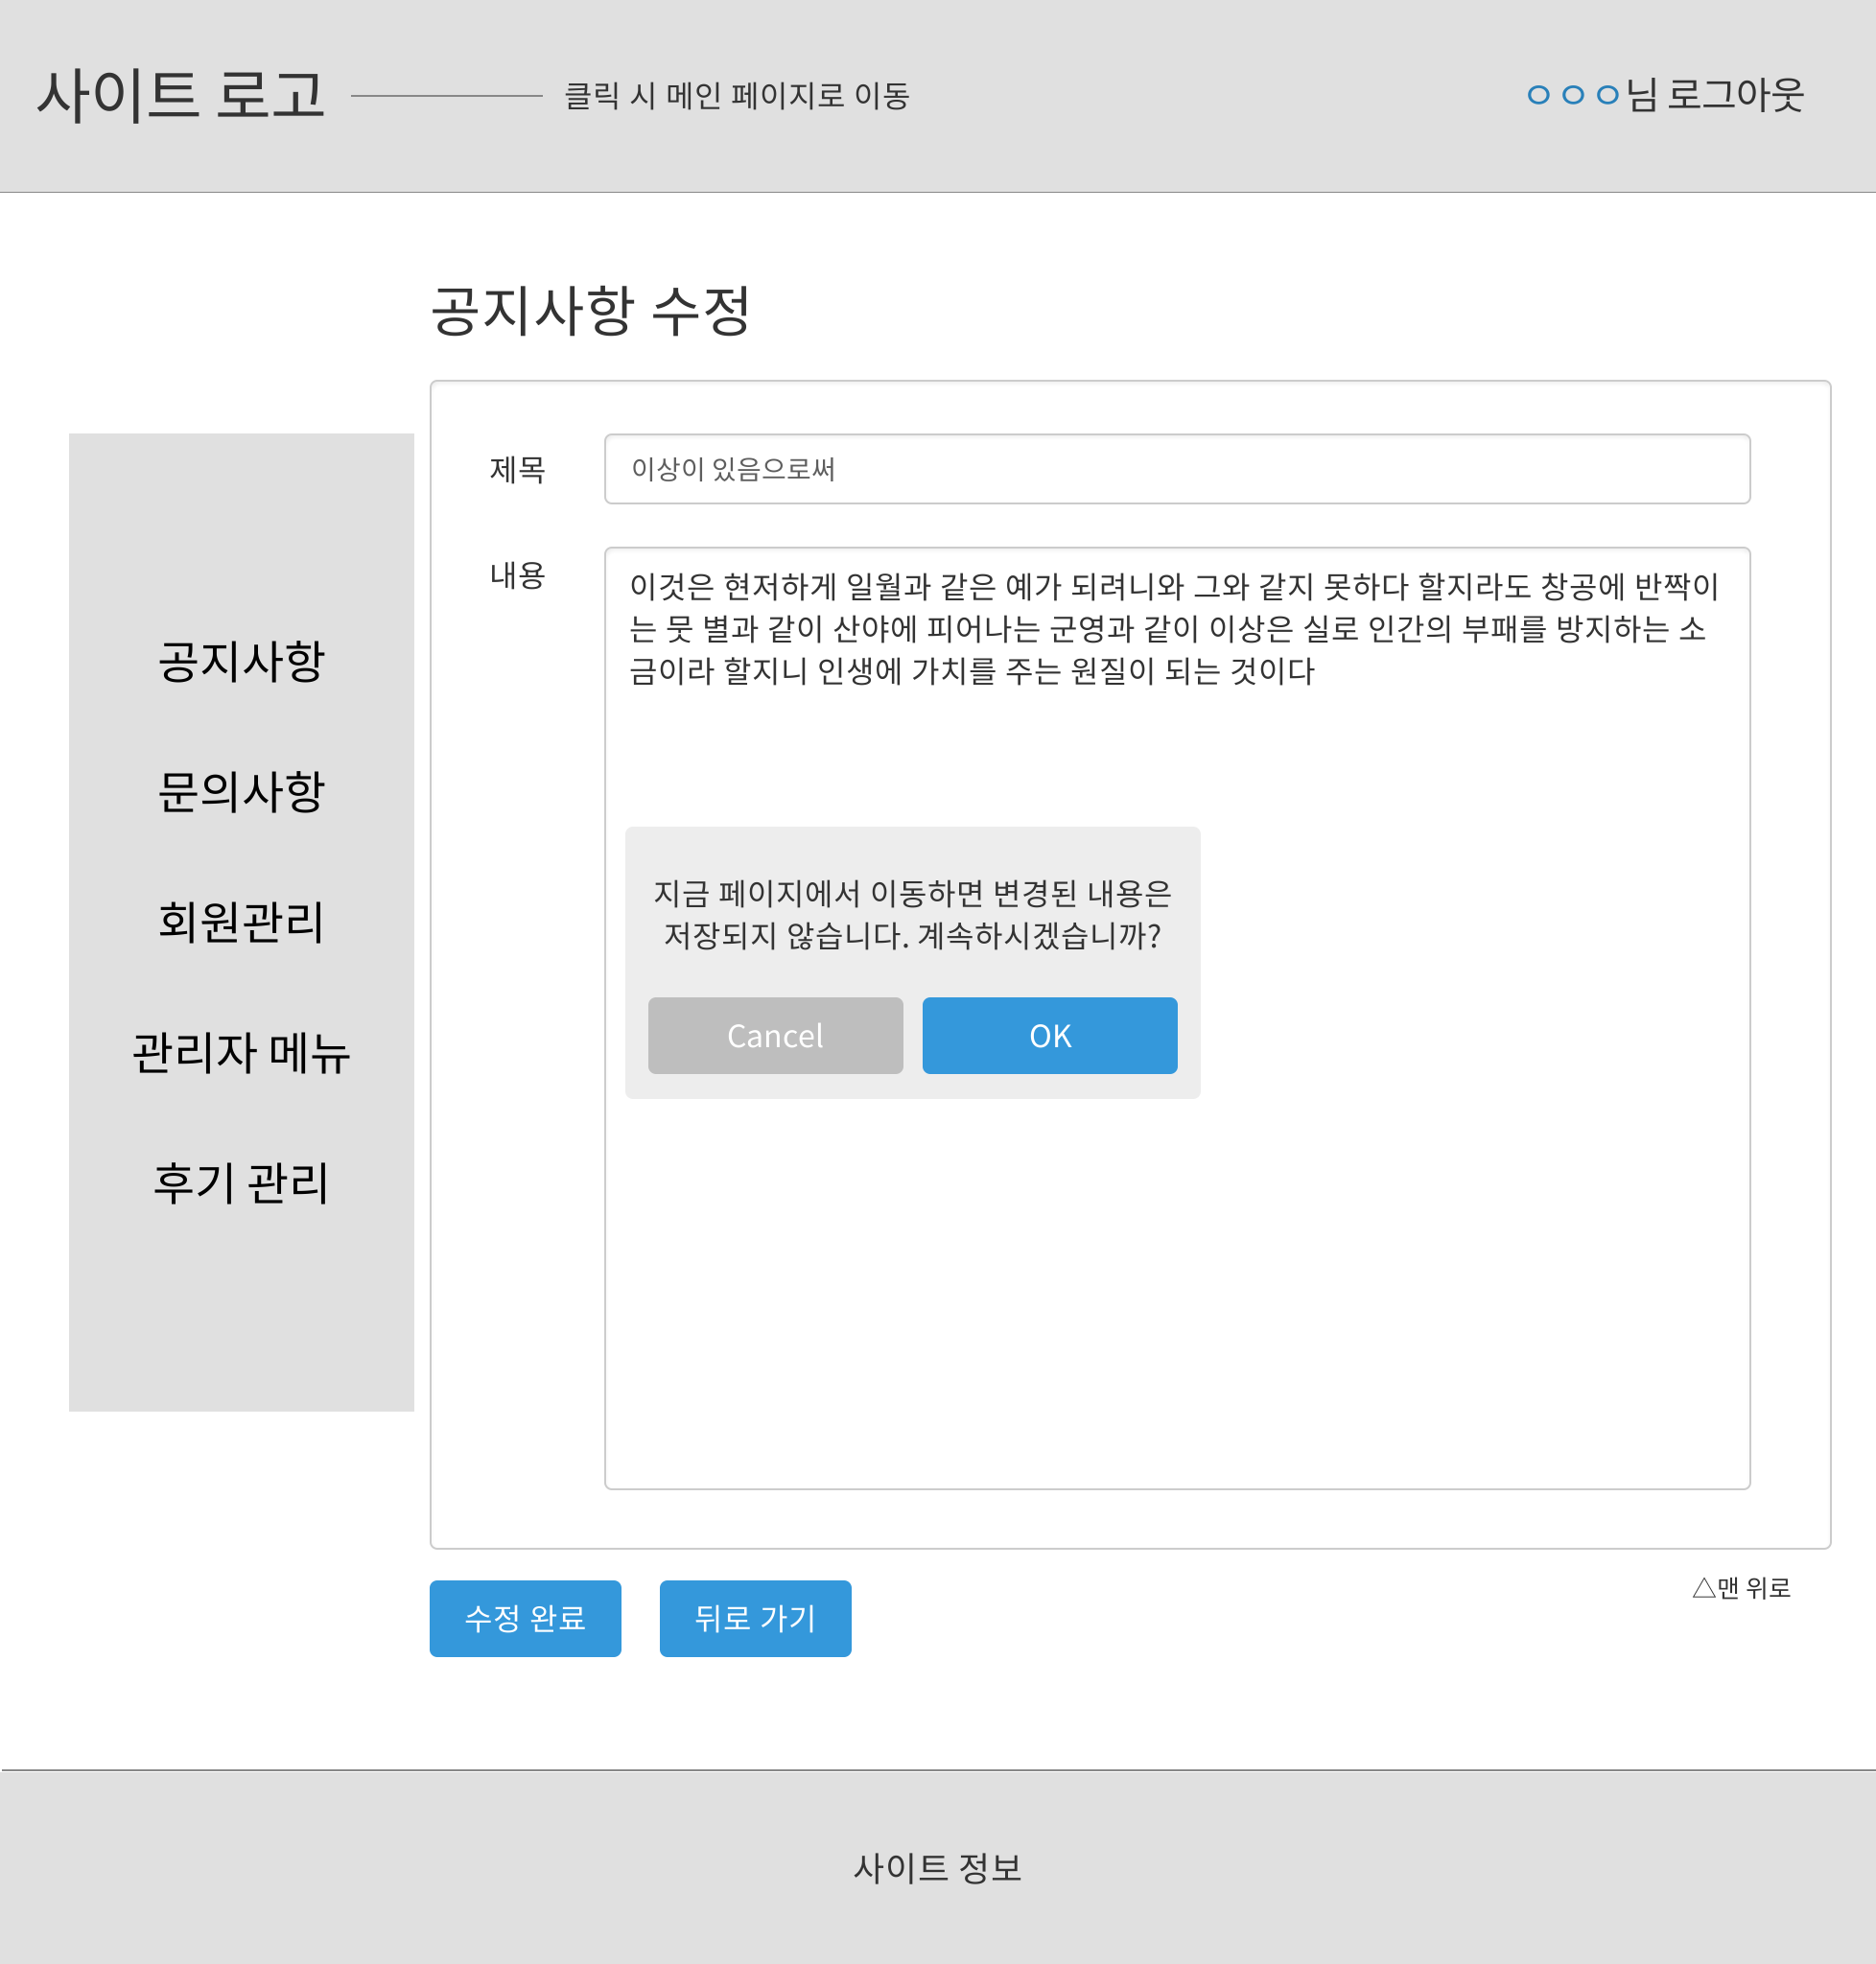 사이트 로고
클릭 시 메인 페이지로 이동
ㅇㅇㅇ님 로그아웃
공지사항 수정
공지사항
문의사항
회원관리
관리자 메뉴
후기 관리
제목
이상이 있음으로써
내용
이것은 현저하게 일월과 같은 예가 되려니와 그와 같지 못하다 할지라도 창공에 반짝이
는 뭇 별과 같이 산야에 피어나는 군영과 같이 이상은 실로 인간의 부패를 방지하는 소
금이라 할지니 인생에 가치를 주는 원질이 되는 것이다
지금 페이지에서 이동하면 변경된 내용은
저장되지 않습니다. 계속하시겠습니까?
Cancel
OK
수정 완료
뒤로 가기
△맨 위로
사이트 정보